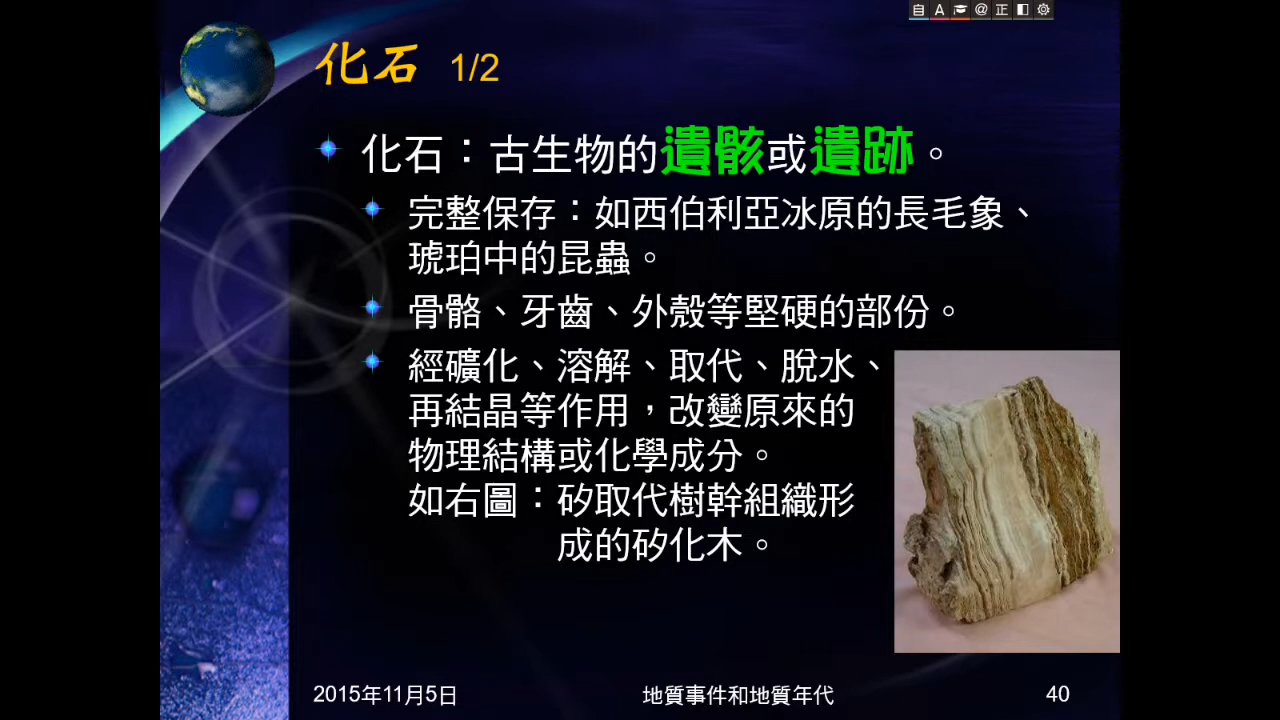 自 A @ 正
化石 1/2
化石：古生物的遺骸或遺跡。
完整保存：如西伯利亞冰原的長毛象、
琥珀中的昆蟲。
骨骼、牙齒、外殼等堅硬的部份。
經礦化、溶解、取代、脫水、
再結晶等作用，改變原來的
物理結構或化學成分。
如右圖：矽取代樹幹組織形
成的矽化木。
2015年11月5日 地質事件和地質年代 40